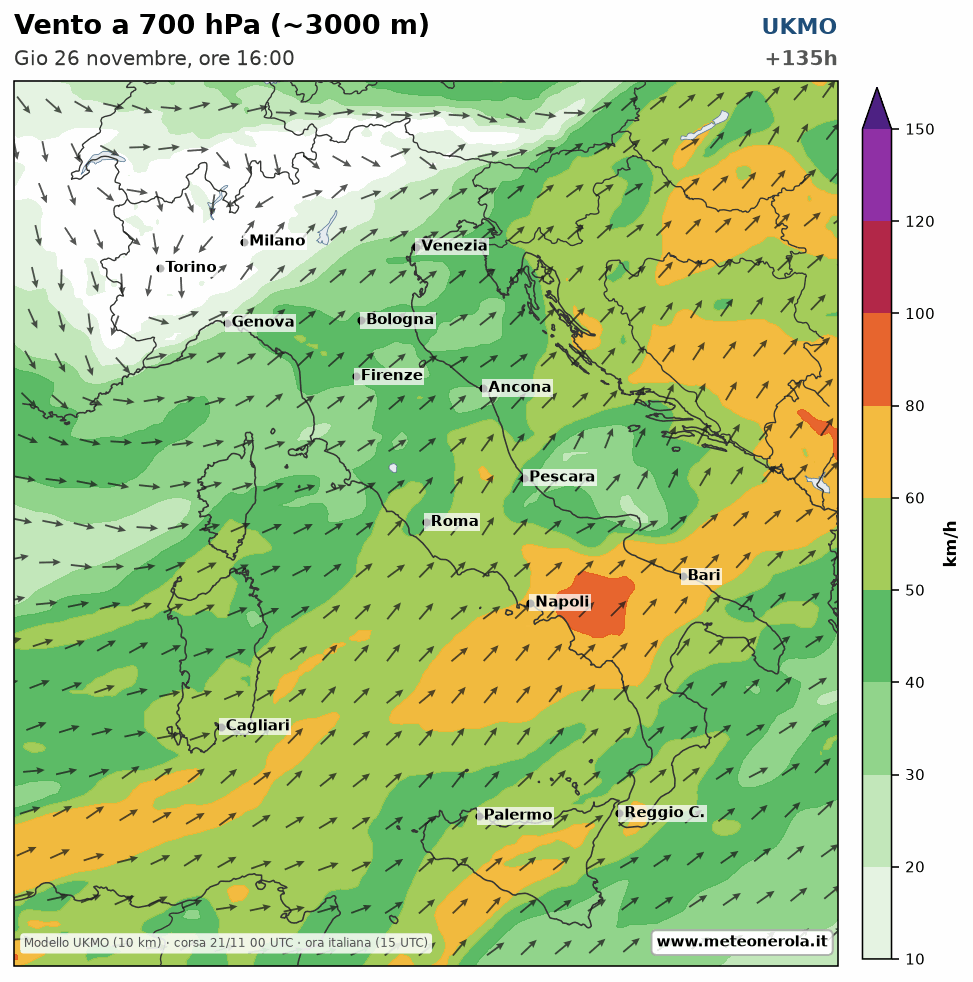 Vento a 700 hPa (~3000 m)
UKMO
Gio 26 novembre, ore 16:00
+135h
150
120
100
80
60
50
40
30
20
10
km/h
Milano
Venezia
Torino
Genova
Bologna
Firenze
Ancona
Pescara
Roma
Bari
Napoli
Cagliari
Palermo
Reggio C.
Modello UKMO (10 km) · corsa 21/11 00 UTC · ora italiana (15 UTC)
www.meteonerola.it